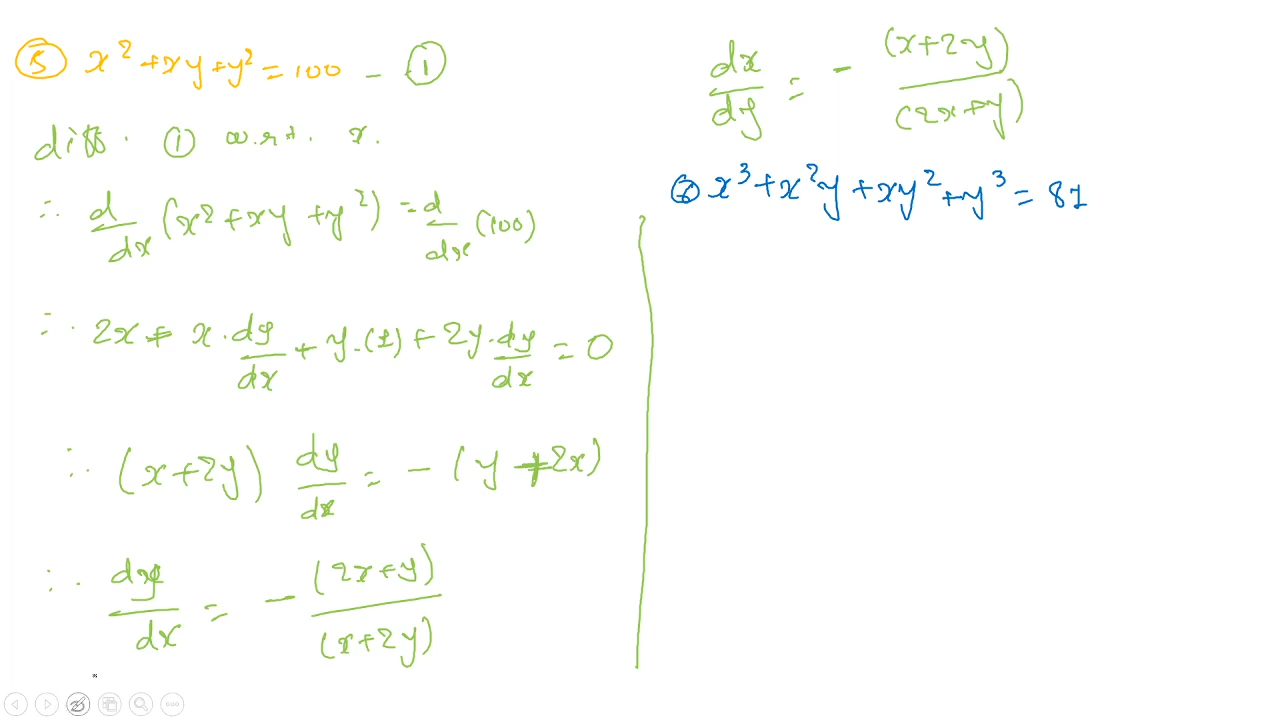 ⑤ x² + xy + y² = 100 - ①
diff. ① w.r.t. x.
∴ d/dx (x² + xy + y²) = d/dx (100)
∴ 2x + x · dy/dx + y·(1) + 2y · dy/dx = 0
∴ (x+2y) dy/dx = - (y + 2x)
∴ dy/dx = - (2x+y)/(x+2y)
dx/dy = - (x+2y)/(2x+y)
⑥ x³ + x²y + xy² + y³ = 81